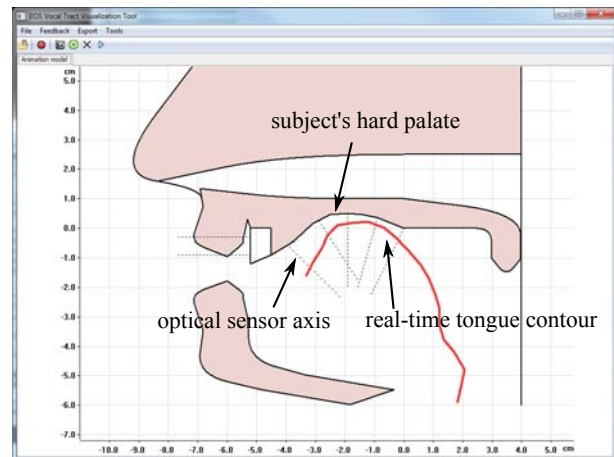 EOS Vocal Tract Visualization Tool
File Feedback Export Tools
Animation model
cm
5.0
4.0
3.0
2.0
1.0
0.0
-1.0
-2.0
-3.0
-4.0
-5.0
-6.0
-7.0
subject's hard palate
optical sensor axis
real-time tongue contour
-10.0 -9.0 -8.0 -7.0 -6.0 -5.0 -4.0 -3.0 -2.0 -1.0 0.0 1.0 2.0 3.0 4.0 cm